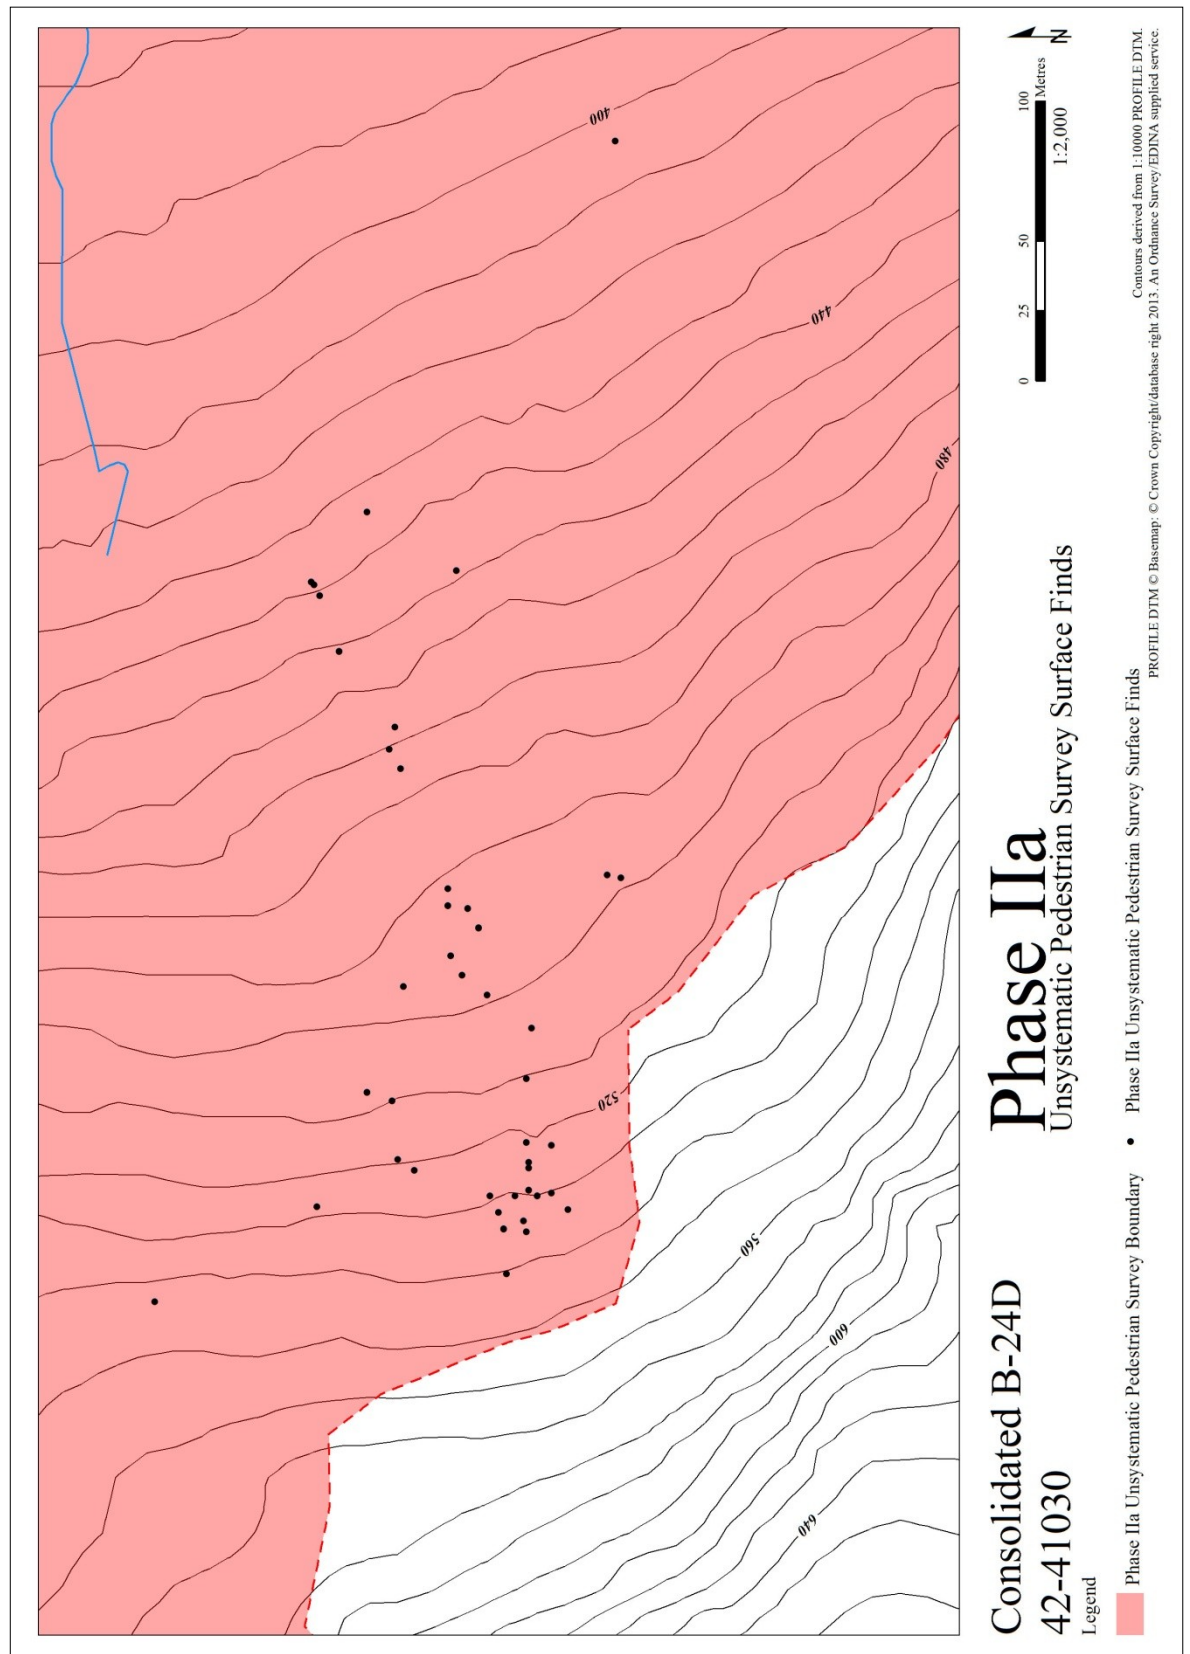 400
440
480
520
560
600
640
Consolidated B-24D
42-41030
Legend
Phase IIa Unsystematic Pedestrian Survey Boundary
Phase IIa Unsystematic Pedestrian Survey Surface Finds
Phase IIa
Unsystematic Pedestrian Survey Surface Finds
0 25 50 100
Metres
1:2,000
N
Contours derived from 1:10000 PROFILE DTM.
PROFILE DTM © Basemap: © Crown Copyright/database right 2013. An Ordnance Survey/EDINA supplied service.